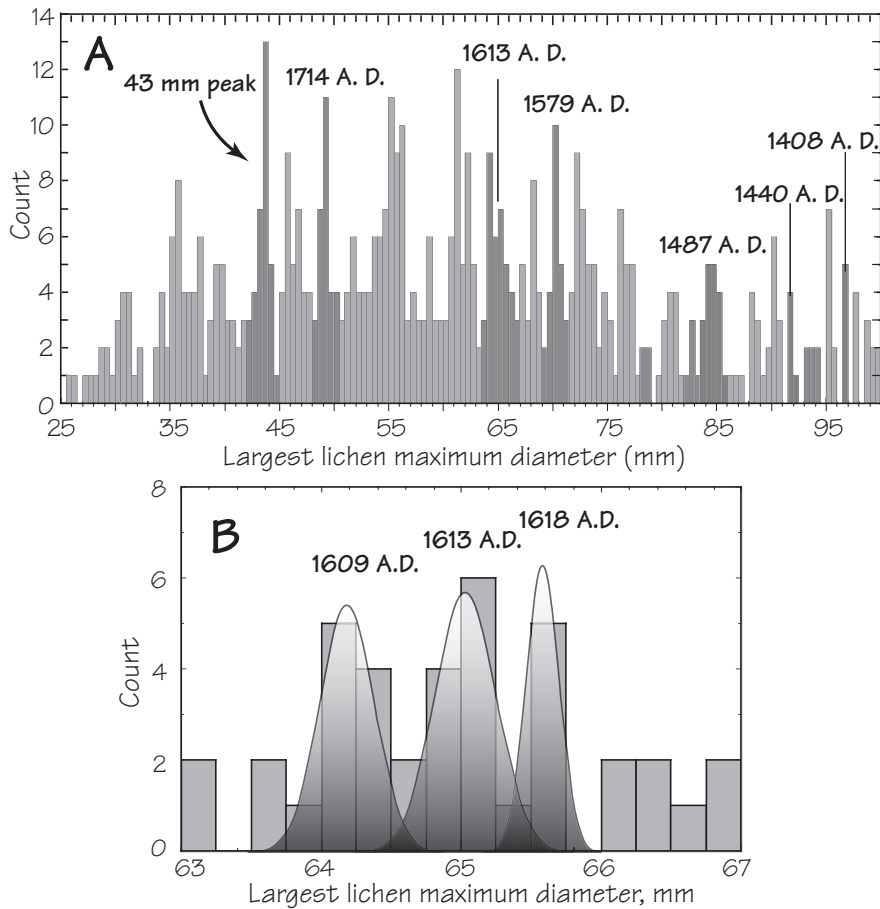 14
12
10
8
6
4
2
0
Count
A
43 mm peak
1714 A. D.
1613 A. D.
1579 A. D.
1408 A. D.
1440 A. D.
1487 A. D.
25 35 45 55 65 75 85 95
Largest lichen maximum diameter (mm)
8
6
4
2
0
Count
B
1609 A.D.
1613 A.D.
1618 A.D.
63 64 65 66 67
Largest lichen maximum diameter, mm